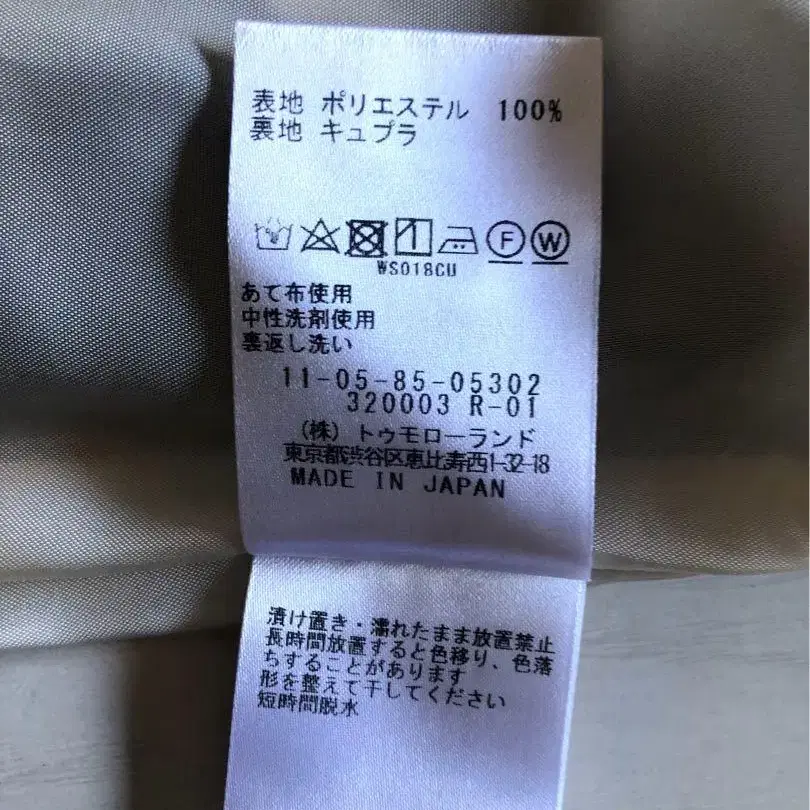 表地 ポリエステル 100%
裏地 キュプラ
F W
WS018CU
あて布使用
中性洗剤使用
裏返し洗い
11-05-85-05302
320003 R-01
(株) トゥモローランド
東京都渋谷区恵比寿西1-32-18
MADE IN JAPAN
漬け置き・濡れたまま放置禁止
長時間放置すると色移り、色落
ちすることがあります
形を整えて干してください
短時間脱水